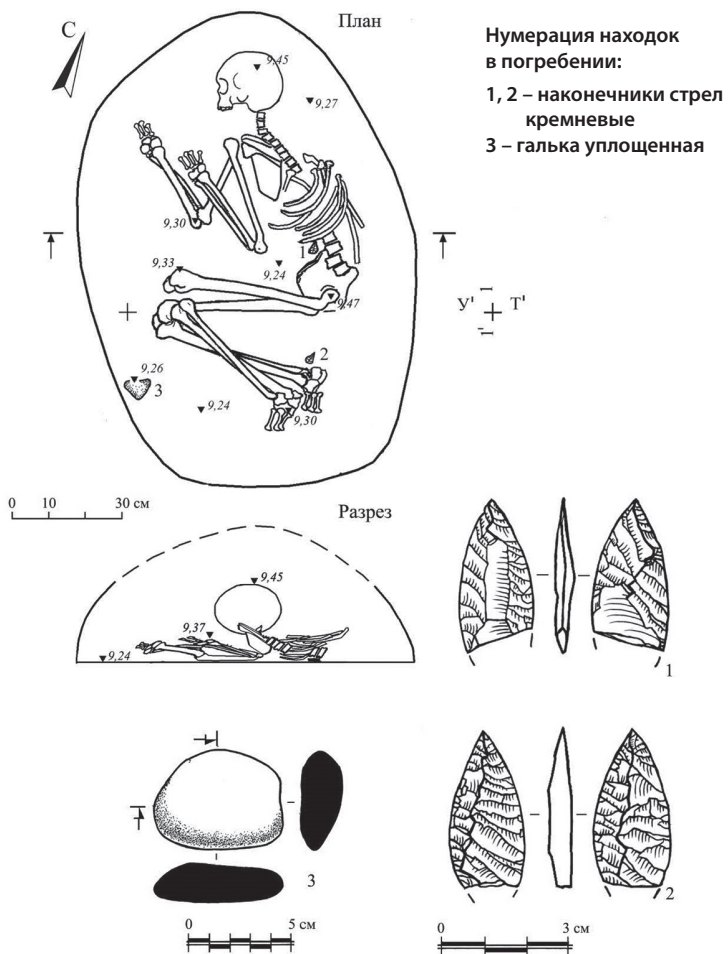 С
План
Нумерация находок
в погребении:
1, 2 – наконечники стрел
кремневые
3 – галька уплощенная
9,45
9,27
9,30
1
9,33
9,24
9,47
У' Т'
2
9,26
3
9,24
9,30
0 10 30 см
Разрез
9,45
9,37
9,24
1
3
2
0 5 см
0 3 см